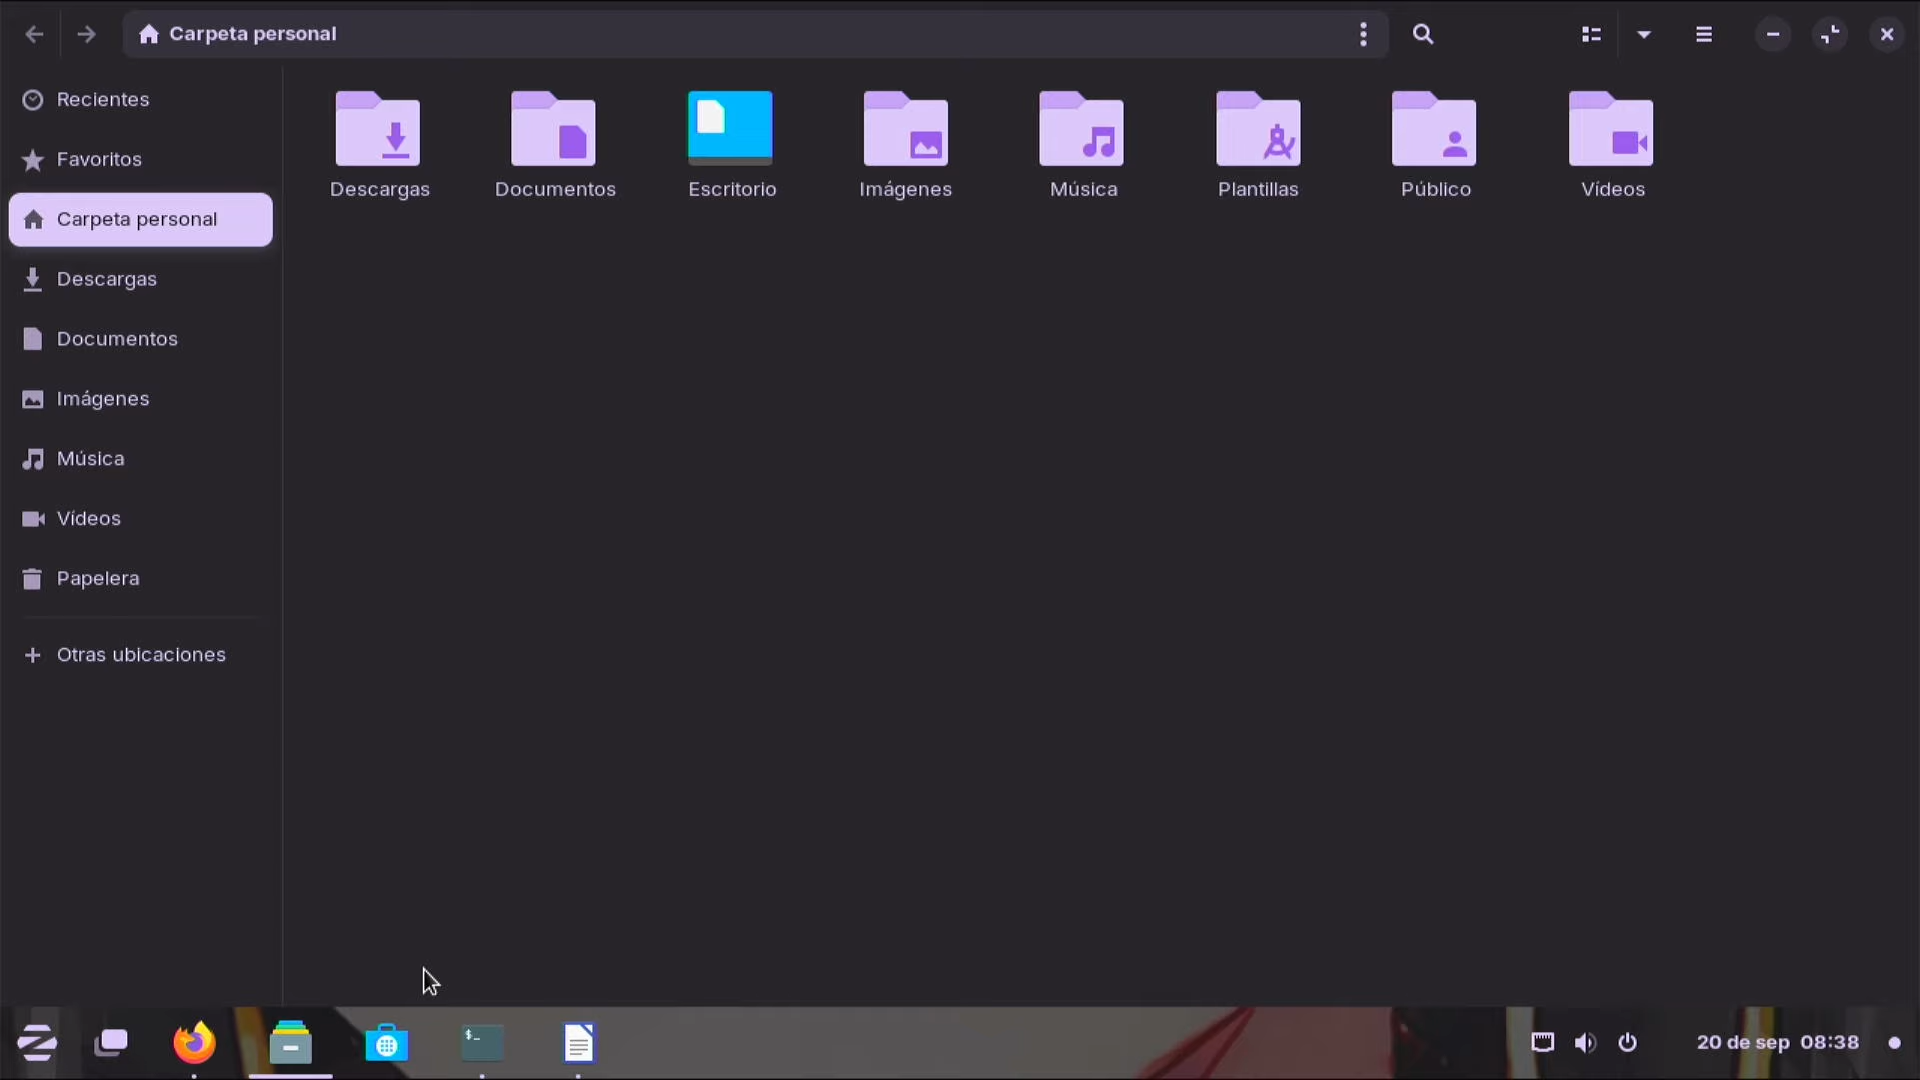 Carpeta personal
Recientes
Favoritos
Carpeta personal
Descargas
Documentos
Imágenes
Música
Vídeos
Papelera
Otras ubicaciones
Descargas
Documentos
Escritorio
Imágenes
Música
Plantillas
Público
Vídeos
$_
20 de sep 08:38